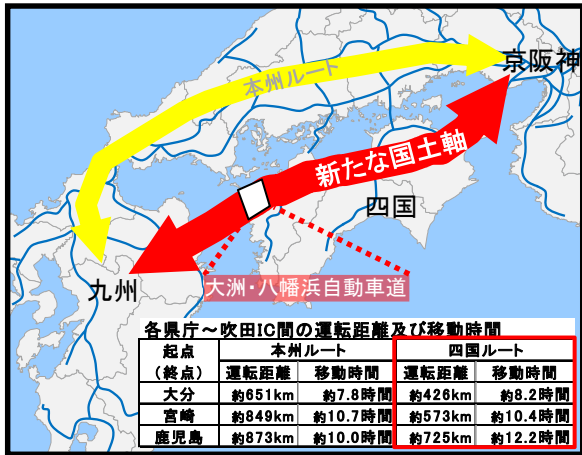 京阪神
本州ルート
新たな国土軸
四国
九州
大洲・八幡浜自動車道
各県庁～吹田IC間の運転距離及び移動時間
起点 本州ルート 四国ルート
(終点) 運転距離 移動時間 運転距離 移動時間
大分 約651km 約7.8時間 約426km 約8.2時間
宮崎 約849km 約10.7時間 約573km 約10.4時間
鹿児島 約873km 約10.0時間 約725km 約12.2時間